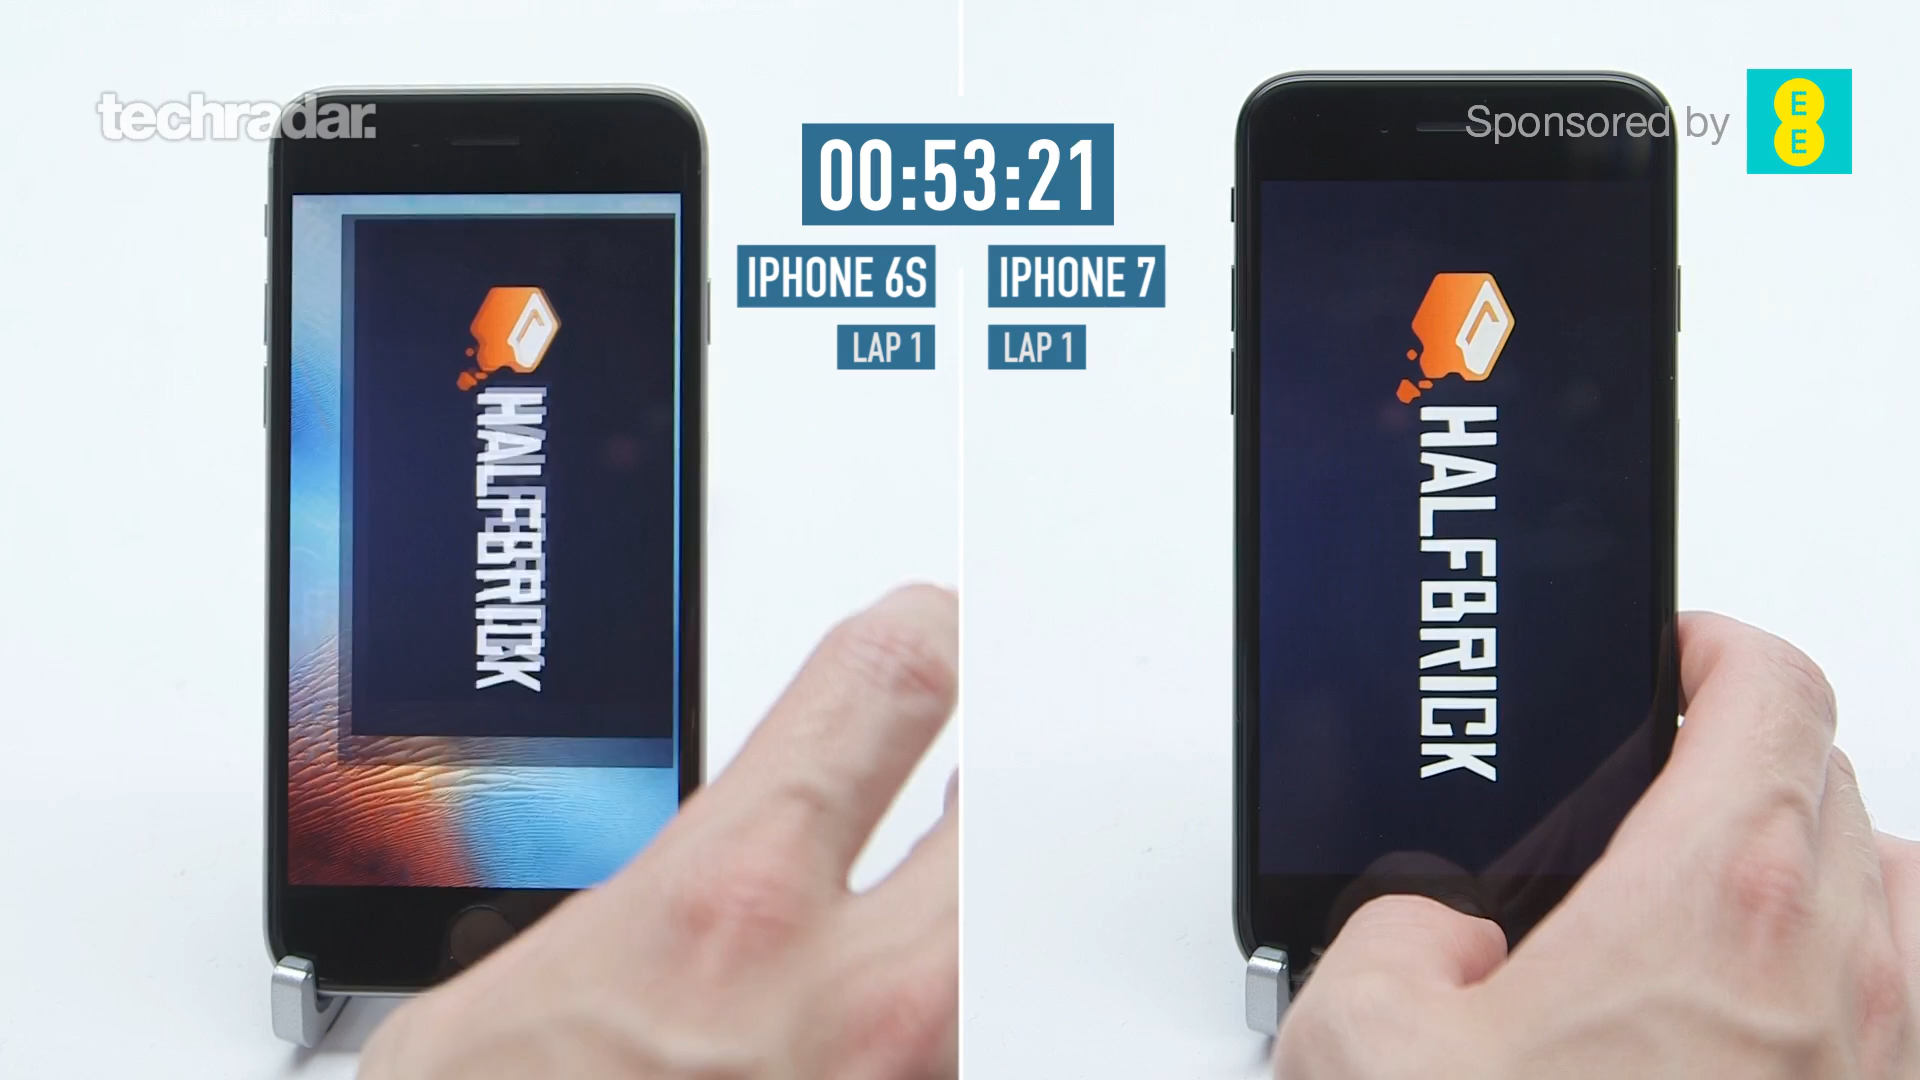 techradar.
Sponsored by
EE
00:53:21
IPHONE 6S
IPHONE 7
LAP 1
LAP 1
HALFBRICK
HALFBRICK